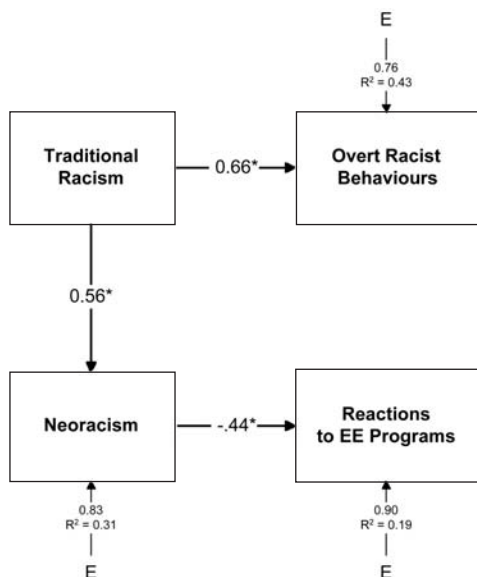 E
0.76
R² = 0.43
Traditional
Racism
0.66*
Overt Racist
Behaviours
0.56*
Neoracism
-.44*
Reactions
to EE Programs
0.83
R² = 0.31
E
0.90
R² = 0.19
E